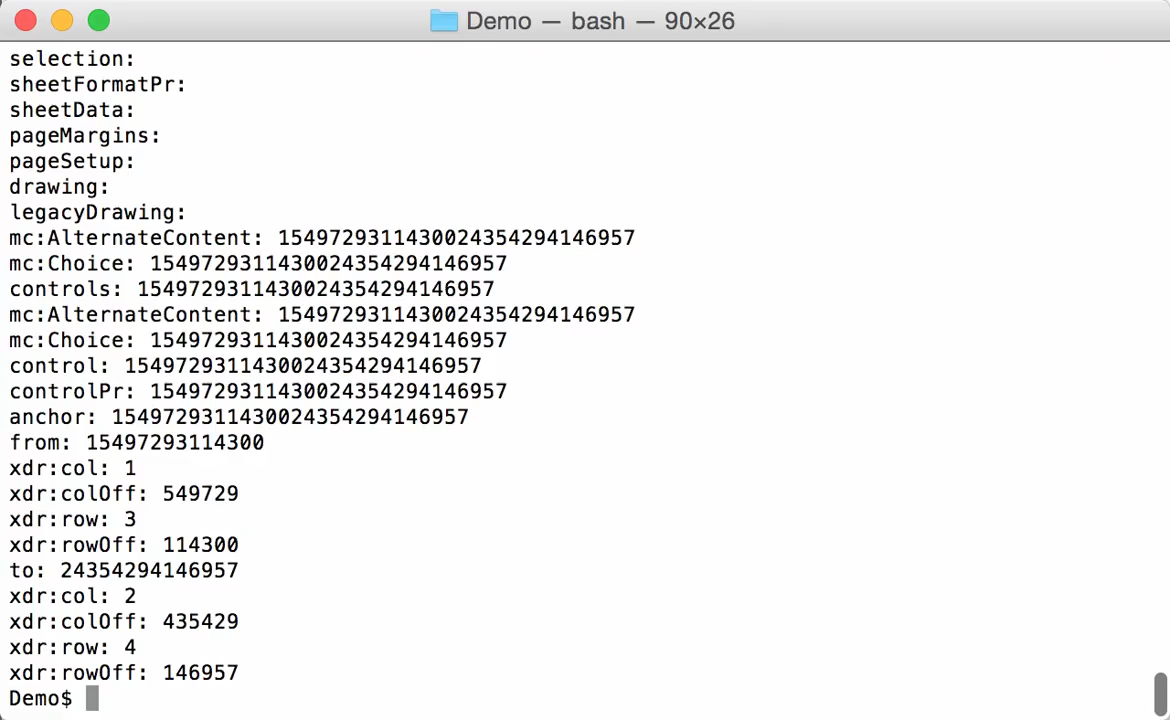 Demo — bash — 90×26
selection:
sheetFormatPr:
sheetData:
pageMargins:
pageSetup:
drawing:
legacyDrawing:
mc:AlternateContent: 1549729311430024354294146957
mc:Choice: 1549729311430024354294146957
controls: 1549729311430024354294146957
mc:AlternateContent: 1549729311430024354294146957
mc:Choice: 1549729311430024354294146957
control: 1549729311430024354294146957
controlPr: 1549729311430024354294146957
anchor: 1549729311430024354294146957
from: 15497293114300
xdr:col: 1
xdr:colOff: 549729
xdr:row: 3
xdr:rowOff: 114300
to: 24354294146957
xdr:col: 2
xdr:colOff: 435429
xdr:row: 4
xdr:rowOff: 146957
Demo$